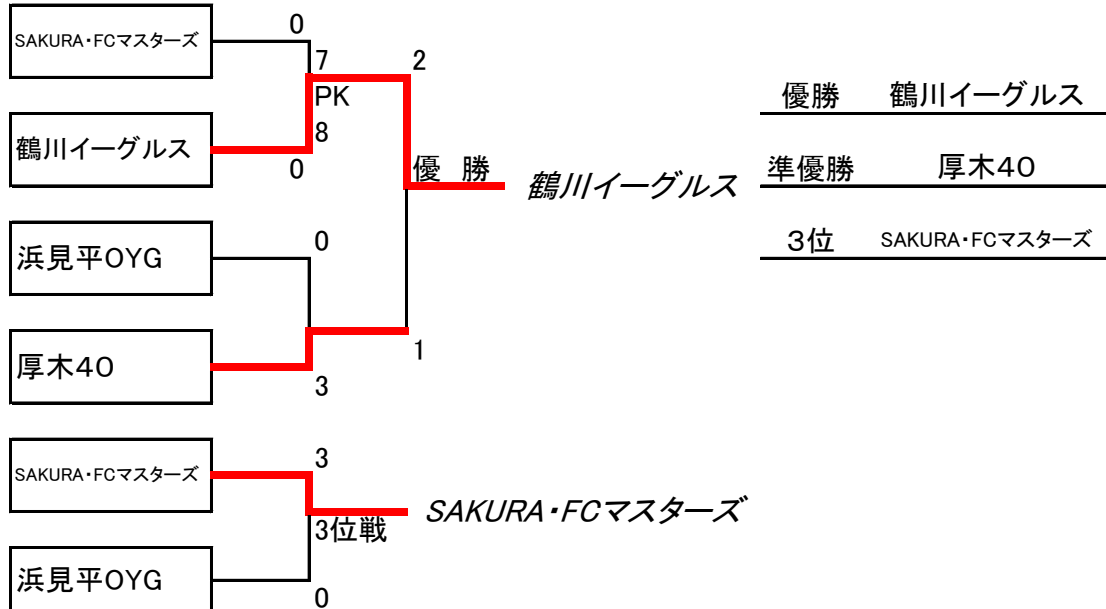 SAKURA・FCマスターズ
0
7
PK
8
0
鶴川イーグルス
2
優 勝
鶴川イーグルス
浜見平OYG
0
厚木40
3
1
SAKURA・FCマスターズ
3
3位戦
SAKURA・FCマスターズ
浜見平OYG
0
優勝 鶴川イーグルス
準優勝 厚木40
3位 SAKURA・FCマスターズ